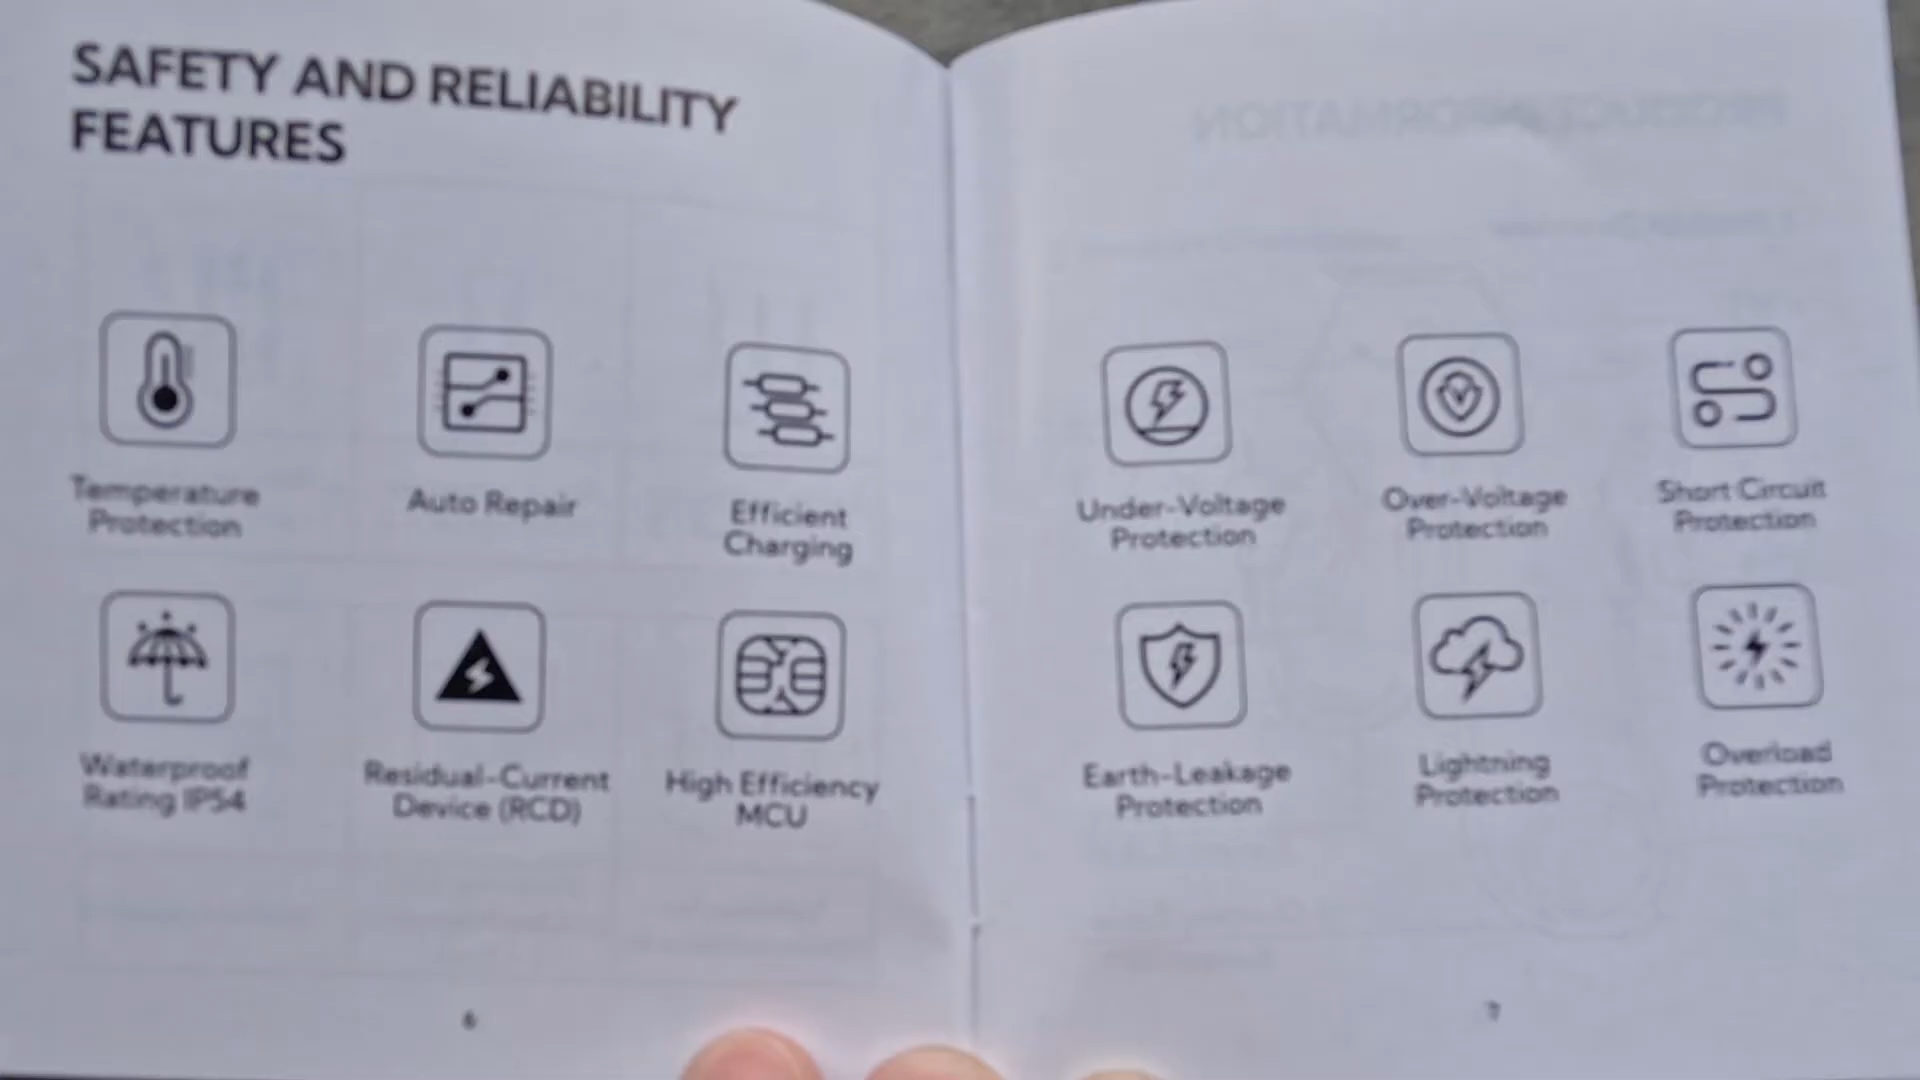 SAFETY AND RELIABILITY
FEATURES
Temperature
Protection
Auto Repair
Efficient
Charging
Waterproof
Rating IP54
Residual-Current
Device (RCD)
High Efficiency
MCU
6
Under-Voltage
Protection
Over-Voltage
Protection
Short Circuit
Protection
Earth-Leakage
Protection
Lightning
Protection
Overload
Protection
7